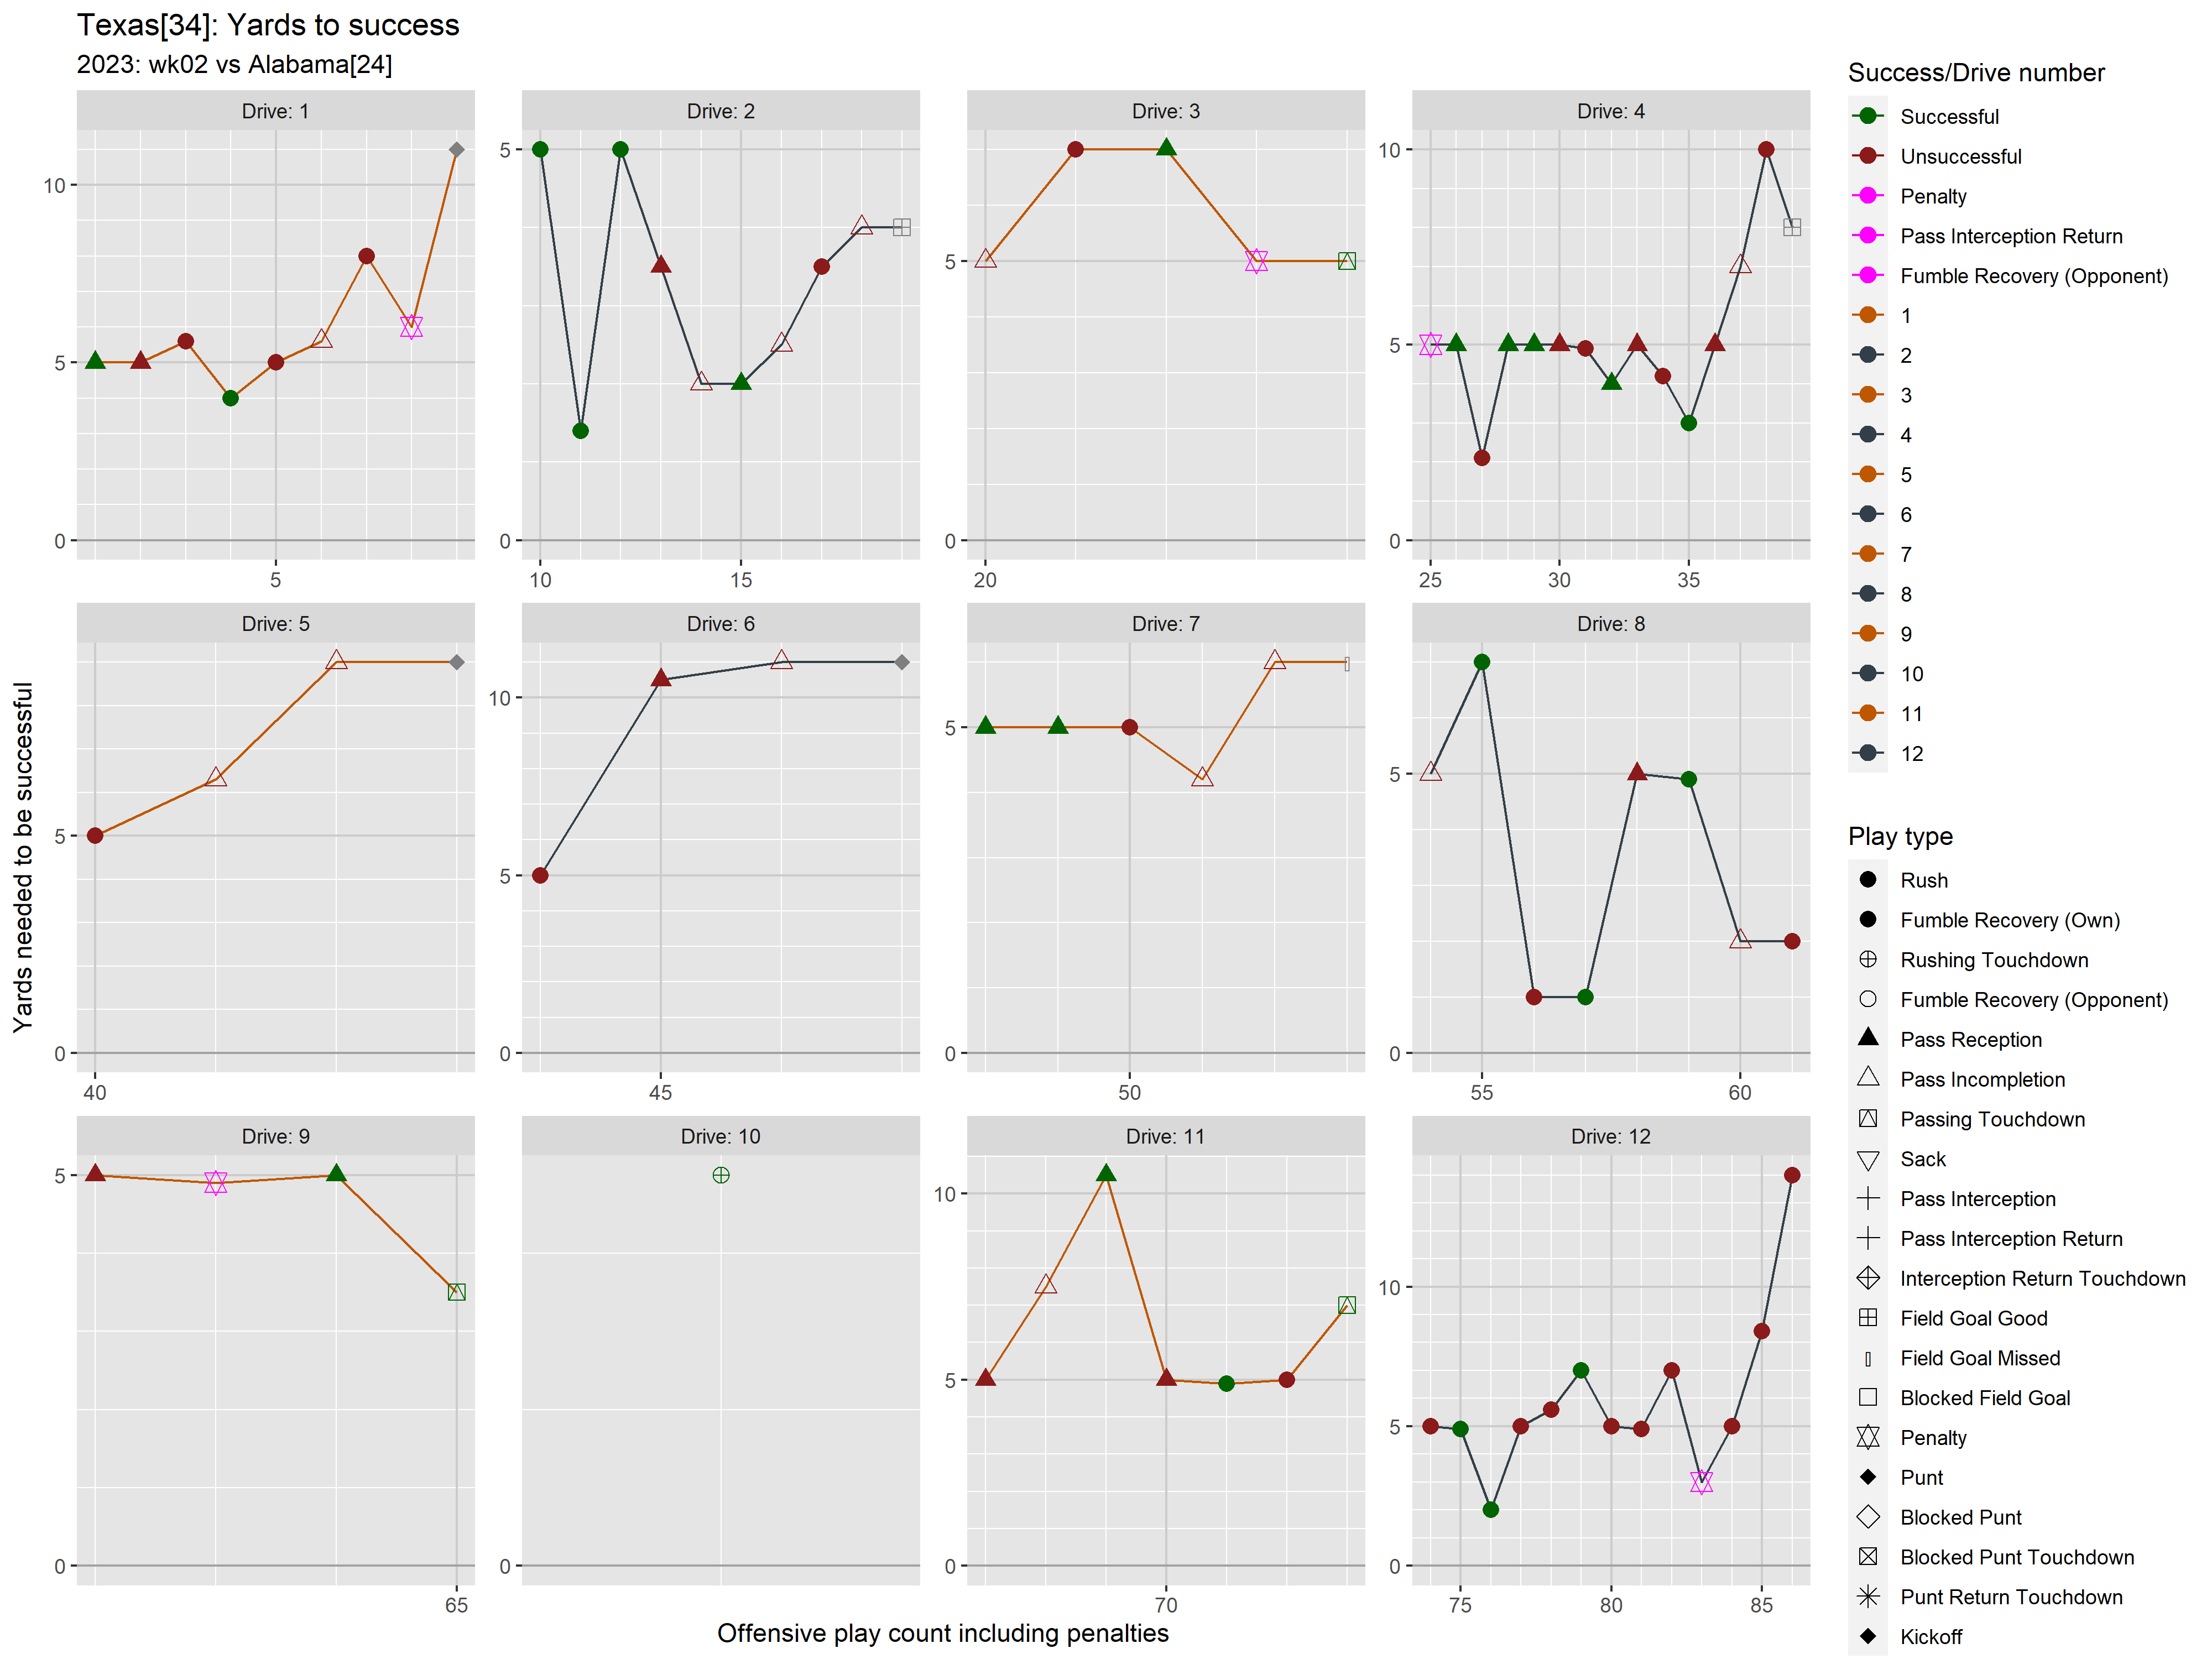 Texas[34]: Yards to success
2023: wk02 vs Alabama[24]
Drive: 1
Drive: 2
Drive: 3
Drive: 4
10
5
0
5
5
0
10
15
5
0
20
10
5
0
25
30
35
Drive: 5
Drive: 6
Drive: 7
Drive: 8
5
0
40
10
5
0
45
5
0
50
5
0
55
60
Drive: 9
Drive: 10
Drive: 11
Drive: 12
5
0
65
0
10
5
0
70
10
5
0
75
80
85
Yards needed to be successful
Offensive play count including penalties
Success/Drive number
Successful
Unsuccessful
Penalty
Pass Interception Return
Fumble Recovery (Opponent)
1
2
3
4
5
6
7
8
9
10
11
12
Play type
Rush
Fumble Recovery (Own)
Rushing Touchdown
Fumble Recovery (Opponent)
Pass Reception
Pass Incompletion
Passing Touchdown
Sack
Pass Interception
Pass Interception Return
Interception Return Touchdown
Field Goal Good
Field Goal Missed
Blocked Field Goal
Penalty
Punt
Blocked Punt
Blocked Punt Touchdown
Punt Return Touchdown
Kickoff